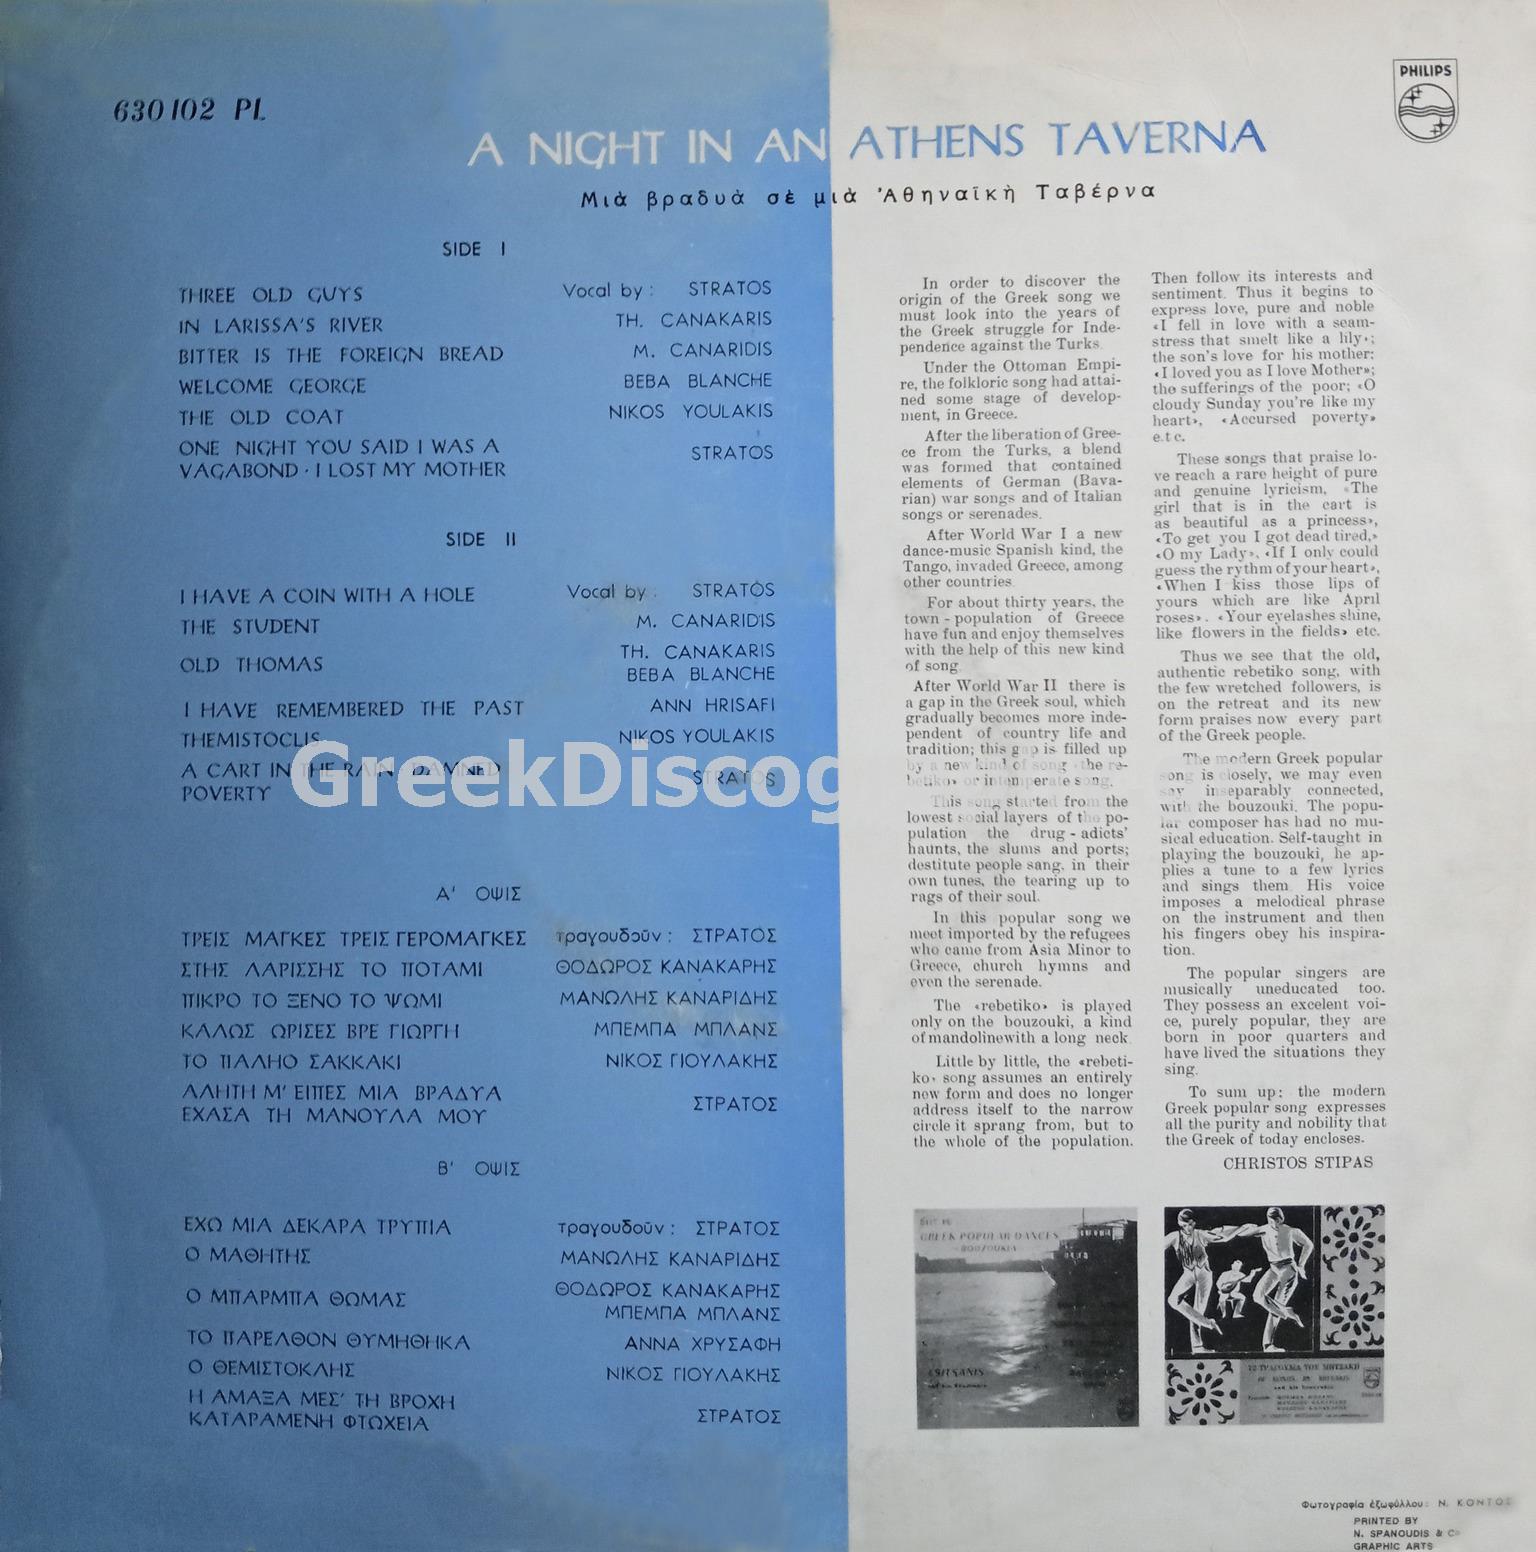 630102 PL
PHILIPS
A NIGHT IN AN ATHENS TAVERNA
Μιὰ βραδυὰ σὲ μιὰ Ἀθηναϊκὴ Ταβέρνα
SIDE I
THREE OLD GUYS Vocal by : STRATOS
IN LARISSA'S RIVER TH. CANAKARIS
BITTER IS THE FOREIGN BREAD M. CANARIDIS
WELCOME GEORGE BEBA BLANCHE
THE OLD COAT NIKOS YOULAKIS
ONE NIGHT YOU SAID I WAS A
VAGABOND · I LOST MY MOTHER STRATOS
SIDE II
I HAVE A COIN WITH A HOLE Vocal by : STRATOS
THE STUDENT M. CANARIDIS
OLD THOMAS TH. CANAKARIS
BEBA BLANCHE
I HAVE REMEMBERED THE PAST ANN HRISAFI
THEMISTOCLIS NIKOS YOULAKIS
A CART IN THE RAIN DAMNED
POVERTY STRATOS
GreekDiscog
Α' ΟΨΙΣ
ΤΡΕΙΣ ΜΑΓΚΕΣ ΤΡΕΙΣ ΓΕΡΟΜΑΓΚΕΣ τραγουδοῦν : ΣΤΡΑΤΟΣ
ΣΤΗΣ ΛΑΡΙΣΣΗΣ ΤΟ ΠΟΤΑΜΙ ΘΟΔΩΡΟΣ ΚΑΝΑΚΑΡΗΣ
ΠΙΚΡΟ ΤΟ ΞΕΝΟ ΤΟ ΨΩΜΙ ΜΑΝΩΛΗΣ ΚΑΝΑΡΙΔΗΣ
ΚΑΛΩΣ ΩΡΙΣΕΣ ΒΡΕ ΓΙΩΡΓΗ ΜΠΕΜΠΑ ΜΠΛΑΝΣ
ΤΟ ΠΑΛΗΟ ΣΑΚΚΑΚΙ ΝΙΚΟΣ ΓΙΟΥΛΑΚΗΣ
ΑΛΗΤΗ Μ' ΕΙΠΕΣ ΜΙΑ ΒΡΑΔΥΑ
ΕΧΑΣΑ ΤΗ ΜΑΝΟΥΛΑ ΜΟΥ ΣΤΡΑΤΟΣ
Β' ΟΨΙΣ
ΕΧΩ ΜΙΑ ΔΕΚΑΡΑ ΤΡΥΠΙΑ τραγουδοῦν : ΣΤΡΑΤΟΣ
Ο ΜΑΘΗΤΗΣ ΜΑΝΩΛΗΣ ΚΑΝΑΡΙΔΗΣ
Ο ΜΠΑΡΜΠΑ ΘΩΜΑΣ ΘΟΔΩΡΟΣ ΚΑΝΑΚΑΡΗΣ
ΜΠΕΜΠΑ ΜΠΛΑΝΣ
ΤΟ ΠΑΡΕΛΘΟΝ ΘΥΜΗΘΗΚΑ ΑΝΝΑ ΧΡΥΣΑΦΗ
Ο ΘΕΜΙΣΤΟΚΛΗΣ ΝΙΚΟΣ ΓΙΟΥΛΑΚΗΣ
Η ΑΜΑΞΑ ΜΕΣ' ΤΗ ΒΡΟΧΗ
ΚΑΤΑΡΑΜΕΝΗ ΦΤΩΧΕΙΑ ΣΤΡΑΤΟΣ
In order to discover the
origin of the Greek song we
must look into the years of
the Greek struggle for Inde-
pendence against the Turks.
Under the Ottoman Empi-
re, the folkloric song had attai-
ned some stage of develop-
ment, in Greece.
After the liberation of Gree-
ce from the Turks, a blend
was formed that contained
elements of German (Bava-
rian) war songs and of Italian
songs or serenades.
After World War I a new
dance-music Spanish kind, the
Tango, invaded Greece, among
other countries.
For about thirty years, the
town - population of Greece
have fun and enjoy themselves
with the help of this new kind
of song.
After World War II there is
a gap in the Greek soul, which
gradually becomes more inde-
pendent of country life and
tradition; this gap is filled up
by a new kind of song «the re-
betiko» or intemperate song.
This song started from the
lowest social layers of the po-
pulation the drug - adicts'
haunts, the slums and ports;
destitute people sang, in their
own tunes, the tearing up to
rags of their soul.
In this popular song we
meet imported by the refugees
who came from Asia Minor to
Greece, church hymns and
even the serenade.
The «rebetiko» is played
only on the bouzouki, a kind
of mandolinewith a long neck.
Little by little, the «rebeti-
ko» song assumes an entirely
new form and does no longer
address itself to the narrow
circle it sprang from, but to
the whole of the population.
Then follow its interests and
sentiment. Thus it begins to
express love, pure and noble
«I fell in love with a seam-
stress that smelt like a lily»;
the son's love for his mother;
«I loved you as I love Mother»;
the sufferings of the poor; «O
cloudy Sunday you're like my
heart», «Accursed poverty»
e.t c.
These songs that praise lo-
ve reach a rare height of pure
and genuine lyricism, «The
girl that is in the cart is
as beautiful as a princess»,
«To get you I got dead tired,»
«O my Lady», «If I only could
guess the rythm of your heart»,
«When I kiss those lips of
yours which are like April
roses». «Your eyelashes shine,
like flowers in the fields» etc.
Thus we see that the old,
authentic rebetiko song, with
the few wretched followers, is
on the retreat and its new
form praises now every part
of the Greek people.
The modern Greek popular
song is closely, we may even
say inseparably connected,
with the bouzouki. The popu-
lar composer has had no mu-
sical education. Self-taught in
playing the bouzouki, he ap-
plies a tune to a few lyrics
and sings them. His voice
imposes a melodical phrase
on the instrument and then
his fingers obey his inspira-
tion.
The popular singers are
musically uneducated too.
They possess an excelent voi-
ce, purely popular, they are
born in poor quarters and
have lived the situations they
sing.
To sum up: the modern
Greek popular song expresses
all the purity and nobility that
the Greek of today encloses.
CHRISTOS STIPAS
GREEK POPULAR DANCES
BOUZOUKIA
TSITSANIS
12 ΤΡΑΓΟΥΔΙΑ ΤΟΥ ΜΗΤΣΑΚΗ
Φωτογραφία ἐξωφύλλου : Ν. ΚΟΝΤΟΣ
PRINTED BY
N. SPANOUDIS & Co
GRAPHIC ARTS